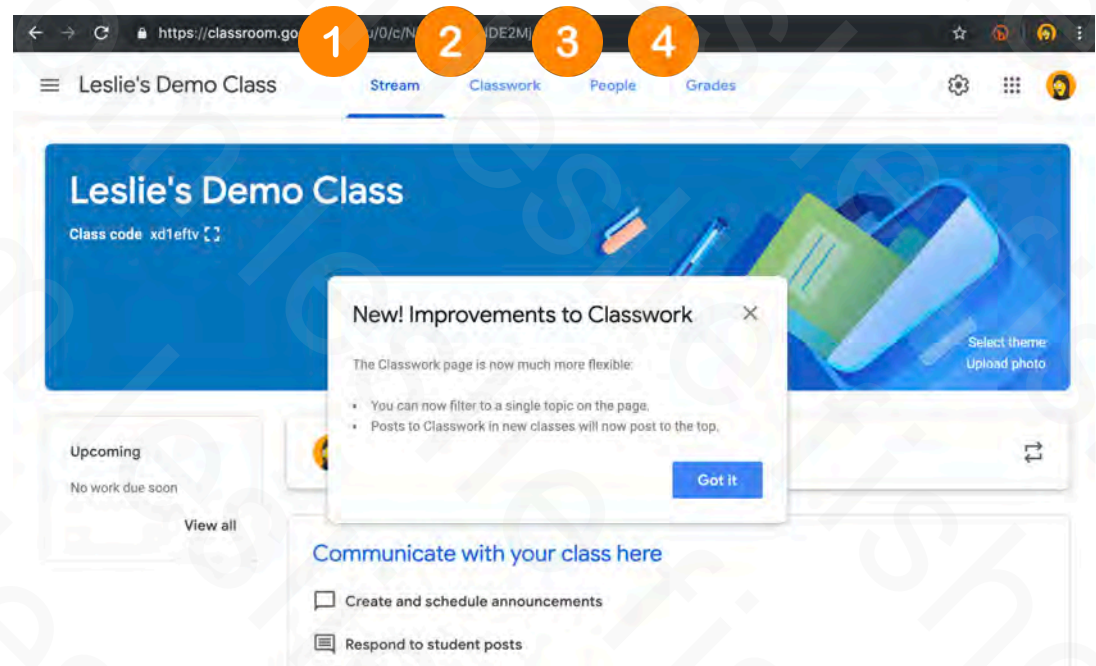 1 2 3 4
https://classroom.go u/0/c/N DE2Mj
Leslie's Demo Class Stream Classwork People Grades
Leslie's Demo Class
Class code xd1eftv
New! Improvements to Classwork
The Classwork page is now much more flexible:
• You can now filter to a single topic on the page.
• Posts to Classwork in new classes will now post to the top.
Got it
Select theme
Upload photo
Upcoming
No work due soon
View all
Communicate with your class here
Create and schedule announcements
Respond to student posts